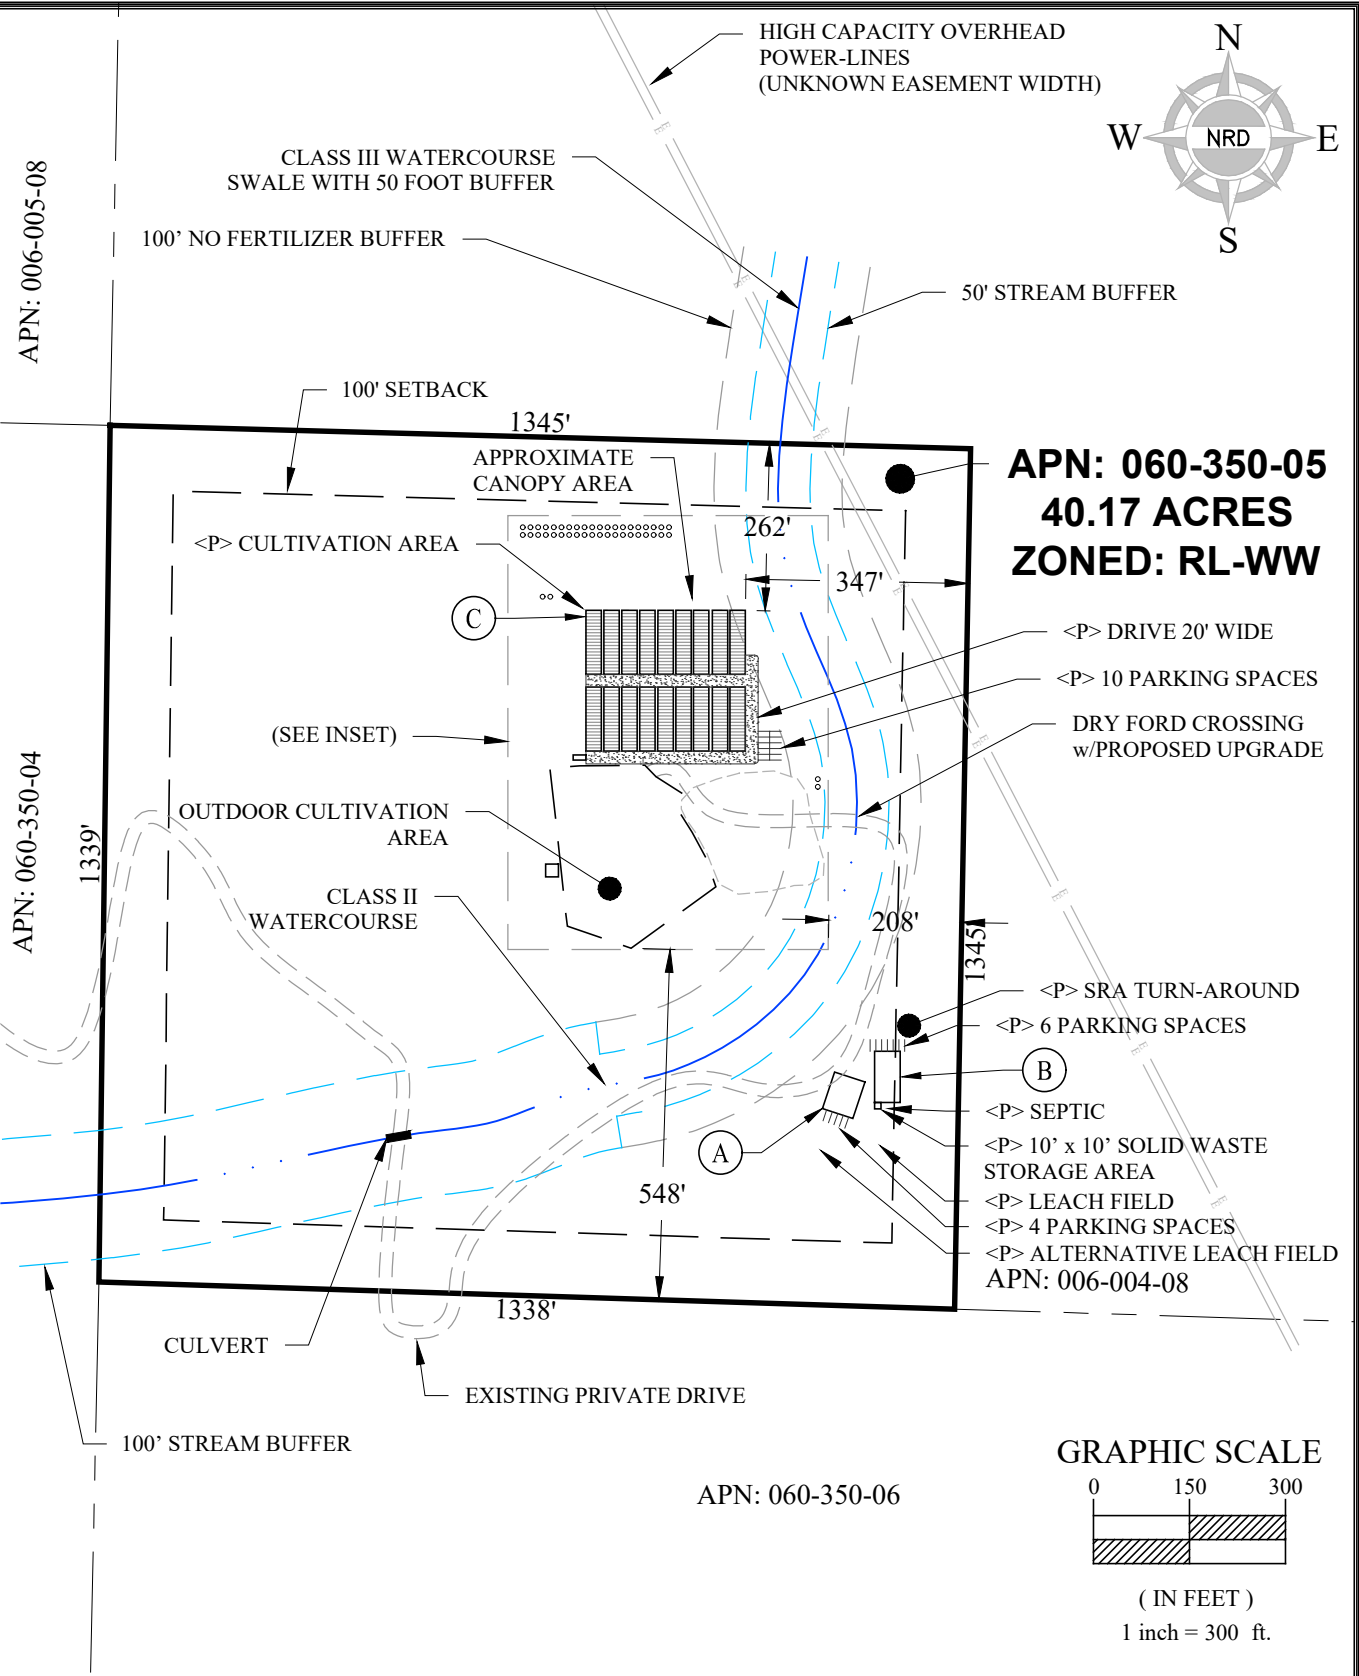 HIGH CAPACITY OVERHEAD
POWER-LINES
(UNKNOWN EASEMENT WIDTH)
N
W
NRD
E
S
CLASS III WATERCOURSE
SWALE WITH 50 FOOT BUFFER
100' NO FERTILIZER BUFFER
50' STREAM BUFFER
APN: 006-005-08
100' SETBACK
1345'
APPROXIMATE
CANOPY AREA
APN: 060-350-05
40.17 ACRES
ZONED: RL-WW
262'
<P> CULTIVATION AREA
347'
C
<P> DRIVE 20' WIDE
<P> 10 PARKING SPACES
DRY FORD CROSSING
w/PROPOSED UPGRADE
(SEE INSET)
OUTDOOR CULTIVATION
AREA
APN: 060-350-04
1339'
CLASS II
WATERCOURSE
208'
1345'
<P> SRA TURN-AROUND
<P> 6 PARKING SPACES
B
<P> SEPTIC
<P> 10’ x 10’ SOLID WASTE
STORAGE AREA
A
548'
<P> LEACH FIELD
<P> 4 PARKING SPACES
<P> ALTERNATIVE LEACH FIELD
APN: 006-004-08
1338'
CULVERT
EXISTING PRIVATE DRIVE
100’ STREAM BUFFER
APN: 060-350-06
GRAPHIC SCALE
0 150 300
( IN FEET )
1 inch = 300 ft.